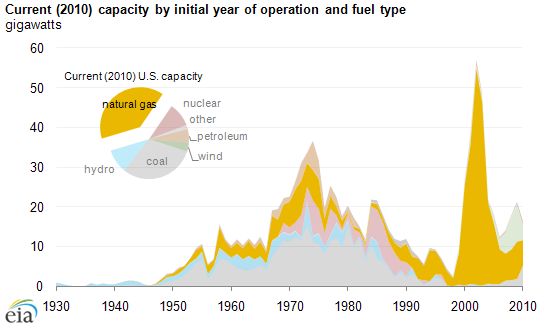 Current (2010) capacity by initial year of operation and fuel type
gigawatts
60
50
40
30
20
10
0
Current (2010) U.S. capacity
natural gas
nuclear
other
petroleum
wind
coal
hydro
1930 1940 1950 1960 1970 1980 1990 2000 2010
eia